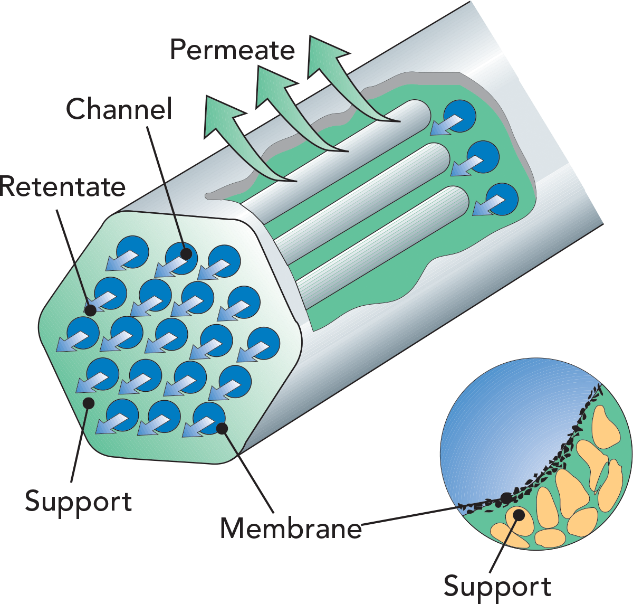 Permeate
Channel
Retentate
Support
Membrane
Support